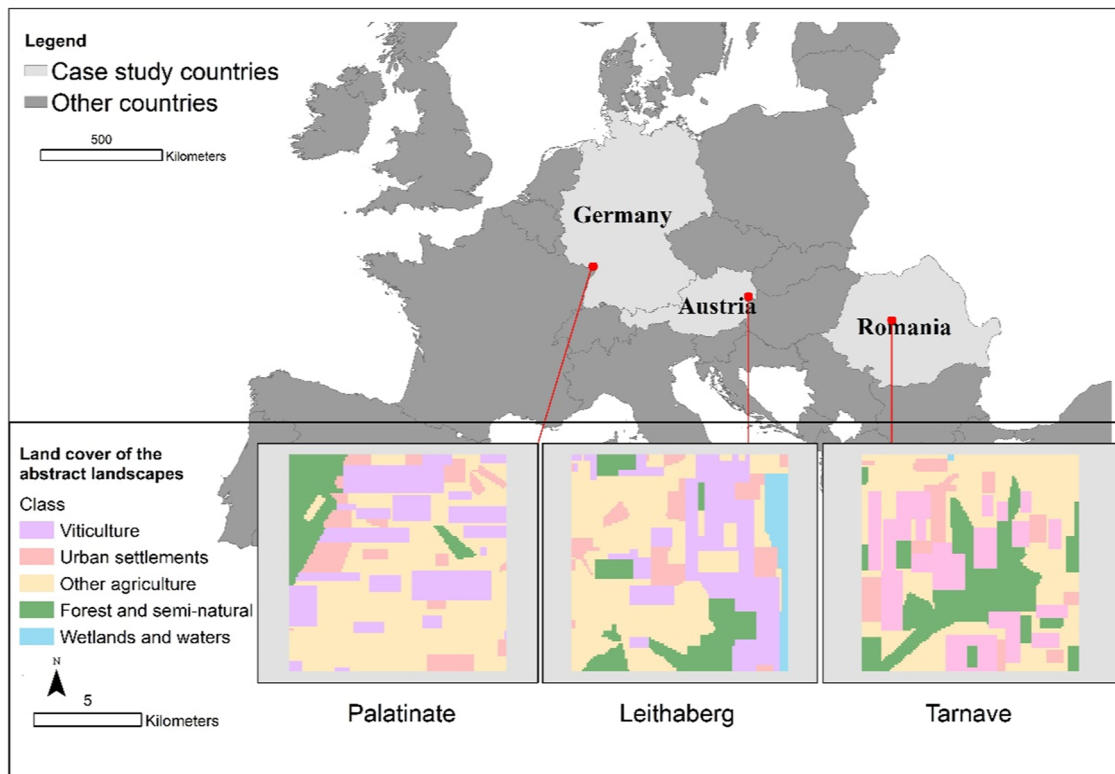 Legend
Case study countries
Other countries
500
Kilometers
Germany
Austria
Romania
Land cover of the
abstract landscapes
Class
Viticulture
Urban settlements
Other agriculture
Forest and semi-natural
Wetlands and waters
N
5
Kilometers
Palatinate
Leithaberg
Tarnave